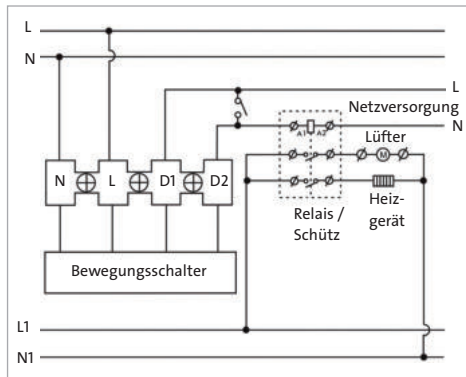 L
N
L
Netzversorgung
N
A1 A2
Lüfter
M
N L D1 D2
Relais /
Schütz
Heiz-
gerät
Bewegungsschalter
L1
N1